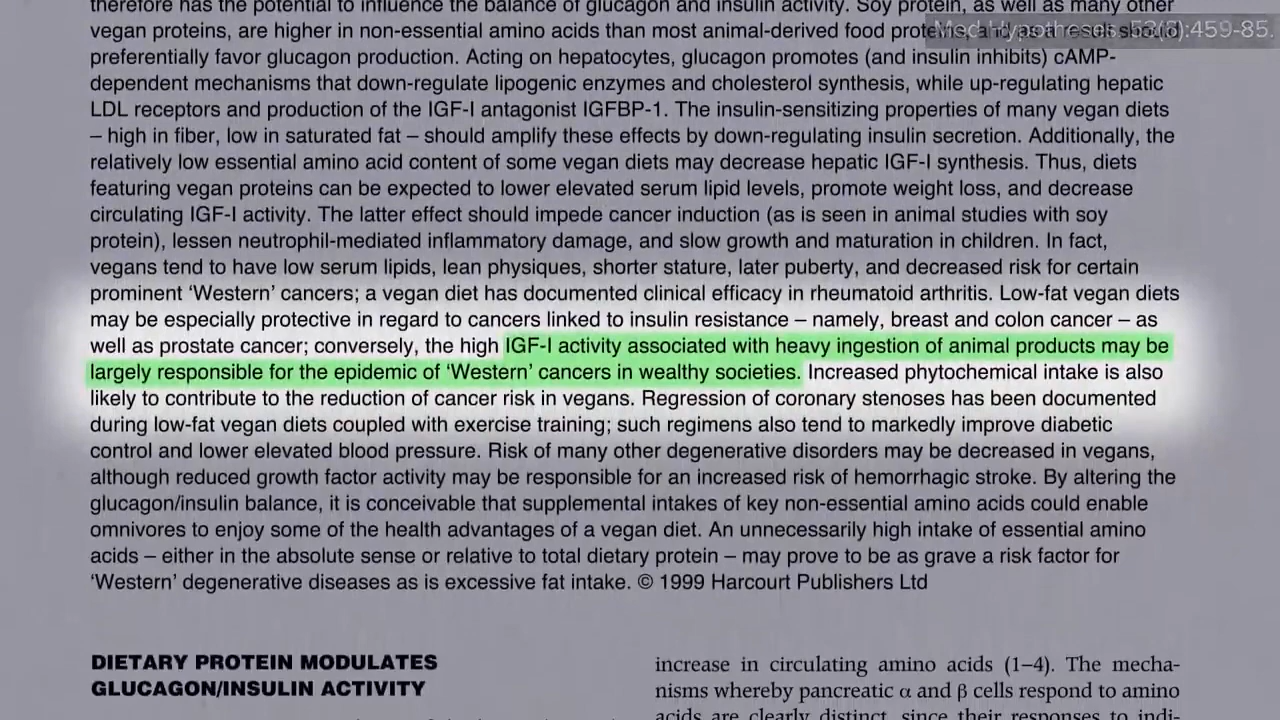 therefore has the potential to influence the balance of glucagon and insulin activity. Soy protein, as well as many other
Med Hypotheses. 53(6):459-85.
vegan proteins, are higher in non-essential amino acids than most animal-derived food proteins, and as a result should
preferentially favor glucagon production. Acting on hepatocytes, glucagon promotes (and insulin inhibits) cAMP-
dependent mechanisms that down-regulate lipogenic enzymes and cholesterol synthesis, while up-regulating hepatic
LDL receptors and production of the IGF-I antagonist IGFBP-1. The insulin-sensitizing properties of many vegan diets
– high in fiber, low in saturated fat – should amplify these effects by down-regulating insulin secretion. Additionally, the
relatively low essential amino acid content of some vegan diets may decrease hepatic IGF-I synthesis. Thus, diets
featuring vegan proteins can be expected to lower elevated serum lipid levels, promote weight loss, and decrease
circulating IGF-I activity. The latter effect should impede cancer induction (as is seen in animal studies with soy
protein), lessen neutrophil-mediated inflammatory damage, and slow growth and maturation in children. In fact,
vegans tend to have low serum lipids, lean physiques, shorter stature, later puberty, and decreased risk for certain
prominent ‘Western’ cancers; a vegan diet has documented clinical efficacy in rheumatoid arthritis. Low-fat vegan diets
may be especially protective in regard to cancers linked to insulin resistance – namely, breast and colon cancer – as
well as prostate cancer; conversely, the high IGF-I activity associated with heavy ingestion of animal products may be
largely responsible for the epidemic of ‘Western’ cancers in wealthy societies. Increased phytochemical intake is also
likely to contribute to the reduction of cancer risk in vegans. Regression of coronary stenoses has been documented
during low-fat vegan diets coupled with exercise training; such regimens also tend to markedly improve diabetic
control and lower elevated blood pressure. Risk of many other degenerative disorders may be decreased in vegans,
although reduced growth factor activity may be responsible for an increased risk of hemorrhagic stroke. By altering the
glucagon/insulin balance, it is conceivable that supplemental intakes of key non-essential amino acids could enable
omnivores to enjoy some of the health advantages of a vegan diet. An unnecessarily high intake of essential amino
acids – either in the absolute sense or relative to total dietary protein – may prove to be as grave a risk factor for
‘Western’ degenerative diseases as is excessive fat intake. © 1999 Harcourt Publishers Ltd
DIETARY PROTEIN MODULATES
GLUCAGON/INSULIN ACTIVITY
increase in circulating amino acids (1–4). The mecha-
nisms whereby pancreatic α and β cells respond to amino
acids are clearly distinct, since their responses to indi-